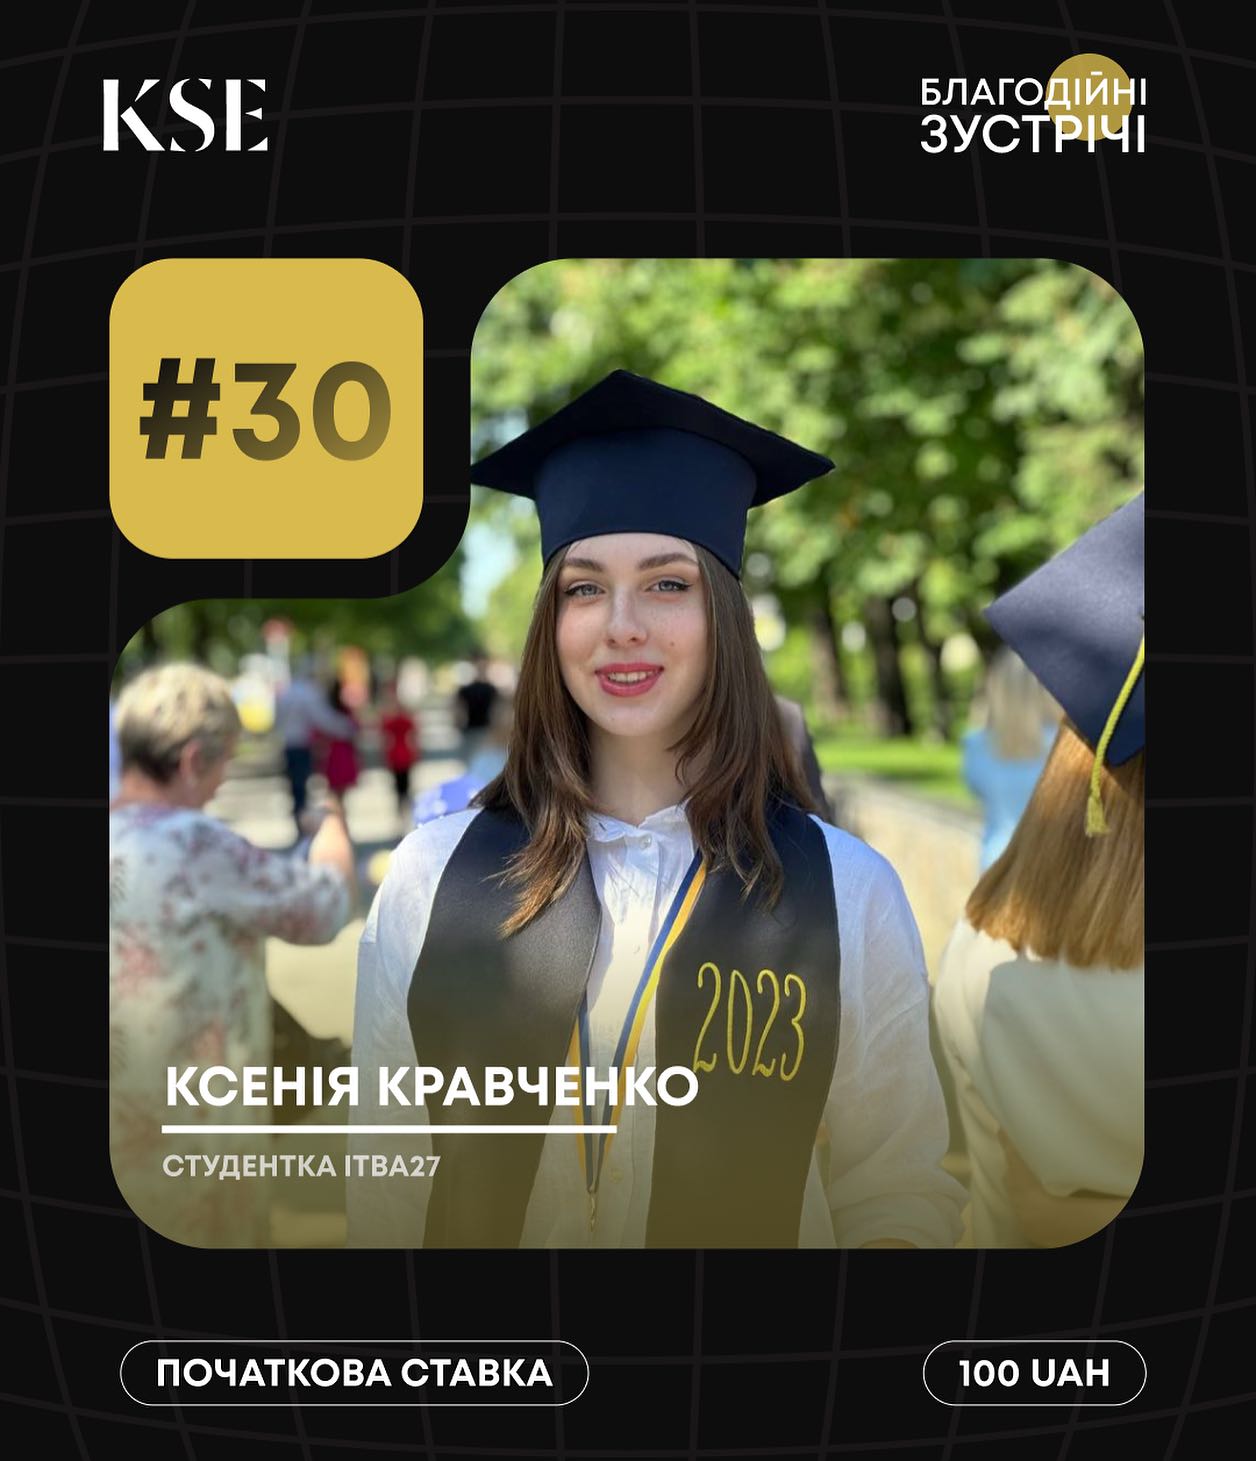 KSE
БЛАГОДІЙНІ
ЗУСТРІЧІ
#30
2023
КСЕНІЯ КРАВЧЕНКО
СТУДЕНТКА ITBA27
ПОЧАТКОВА СТАВКА
100 UAH